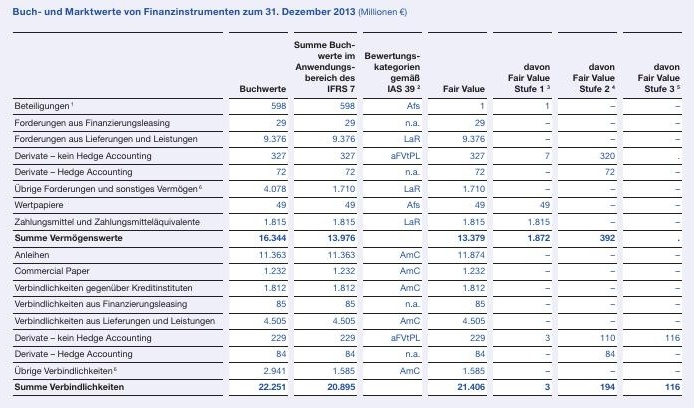 Buch- und Marktwerte von Finanzinstrumenten zum 31. Dezember 2013 (Millionen €)
Buchwerte Summe Buch-werte im Anwendungs-bereich des IFRS 7 Bewertungs-kategorien gemäß IAS 39 ² Fair Value davon Fair Value Stufe 1 ³ davon Fair Value Stufe 2 ⁴ davon Fair Value Stufe 3 ⁵
Beteiligungen ¹ 598 598 Afs 1 1 – –
Forderungen aus Finanzierungsleasing 29 29 n.a. 29 – – –
Forderungen aus Lieferungen und Leistungen 9.376 9.376 LaR 9.376 – – –
Derivate – kein Hedge Accounting 327 327 aFVtPL 327 7 320 .
Derivate – Hedge Accounting 72 72 n.a. 72 – 72 –
Übrige Forderungen und sonstiges Vermögen ⁶ 4.078 1.710 LaR 1.710 – – –
Wertpapiere 49 49 Afs 49 49 – –
Zahlungsmittel und Zahlungsmitteläquivalente 1.815 1.815 LaR 1.815 1.815 – –
Summe Vermögenswerte 16.344 13.976 13.379 1.872 392 .
Anleihen 11.363 11.363 AmC 11.874 – – –
Commercial Paper 1.232 1.232 AmC 1.232 – – –
Verbindlichkeiten gegenüber Kreditinstituten 1.812 1.812 AmC 1.812 – – –
Verbindlichkeiten aus Finanzierungsleasing 85 85 n.a. 85 – – –
Verbindlichkeiten aus Lieferungen und Leistungen 4.505 4.505 AmC 4.505 – – –
Derivate – kein Hedge Accounting 229 229 aFVtPL 229 3 110 116
Derivate – Hedge Accounting 84 84 n.a. 84 – 84 –
Übrige Verbindlichkeiten ⁶ 2.941 1.585 AmC 1.585 – – –
Summe Verbindlichkeiten 22.251 20.895 21.406 3 194 116